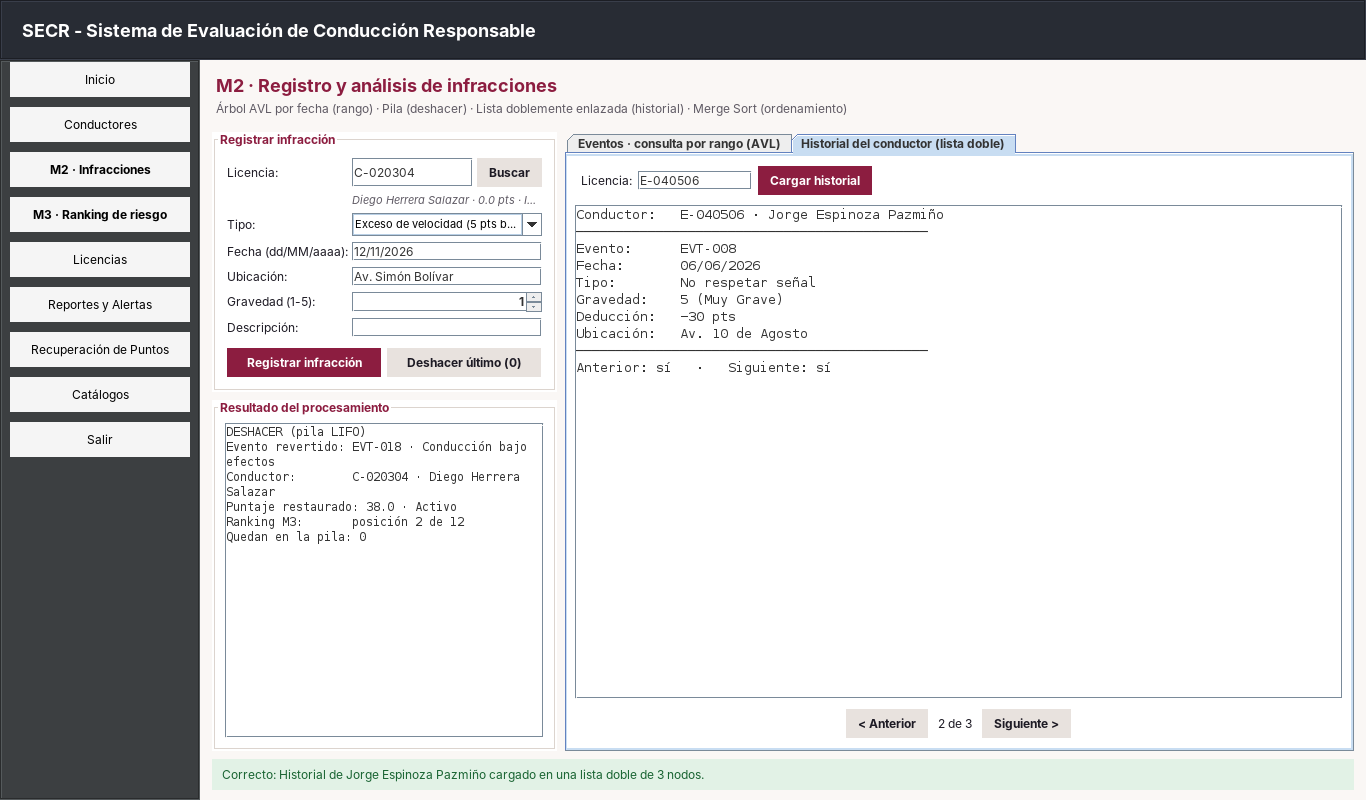 SECR - Sistema de Evaluación de Conducción Responsable
Inicio
Conductores
M2 · Infracciones
M3 · Ranking de riesgo
Licencias
Reportes y Alertas
Recuperación de Puntos
Catálogos
Salir
M2 · Registro y análisis de infracciones
Árbol AVL por fecha (rango) · Pila (deshacer) · Lista doblemente enlazada (historial) · Merge Sort (ordenamiento)
Registrar infracción
Licencia: C-020304 Buscar
Diego Herrera Salazar · 0.0 pts · I...
Tipo: Exceso de velocidad (5 pts b...
Fecha (dd/MM/aaaa): 12/11/2026
Ubicación: Av. Simón Bolívar
Gravedad (1-5): 1
Descripción:
Registrar infracción Deshacer último (0)
Resultado del procesamiento
DESHACER (pila LIFO)
Evento revertido: EVT-018 · Conducción bajo
efectos
Conductor: C-020304 · Diego Herrera
Salazar
Puntaje restaurado: 38.0 · Activo
Ranking M3: posición 2 de 12
Quedan en la pila: 0
Eventos · consulta por rango (AVL) Historial del conductor (lista doble)
Licencia: E-040506 Cargar historial
Conductor: E-040506 · Jorge Espinoza Pazmiño
Evento: EVT-008
Fecha: 06/06/2026
Tipo: No respetar señal
Gravedad: 5 (Muy Grave)
Deducción: −30 pts
Ubicación: Av. 10 de Agosto
Anterior: sí · Siguiente: sí
< Anterior 2 de 3 Siguiente >
Correcto: Historial de Jorge Espinoza Pazmiño cargado en una lista doble de 3 nodos.